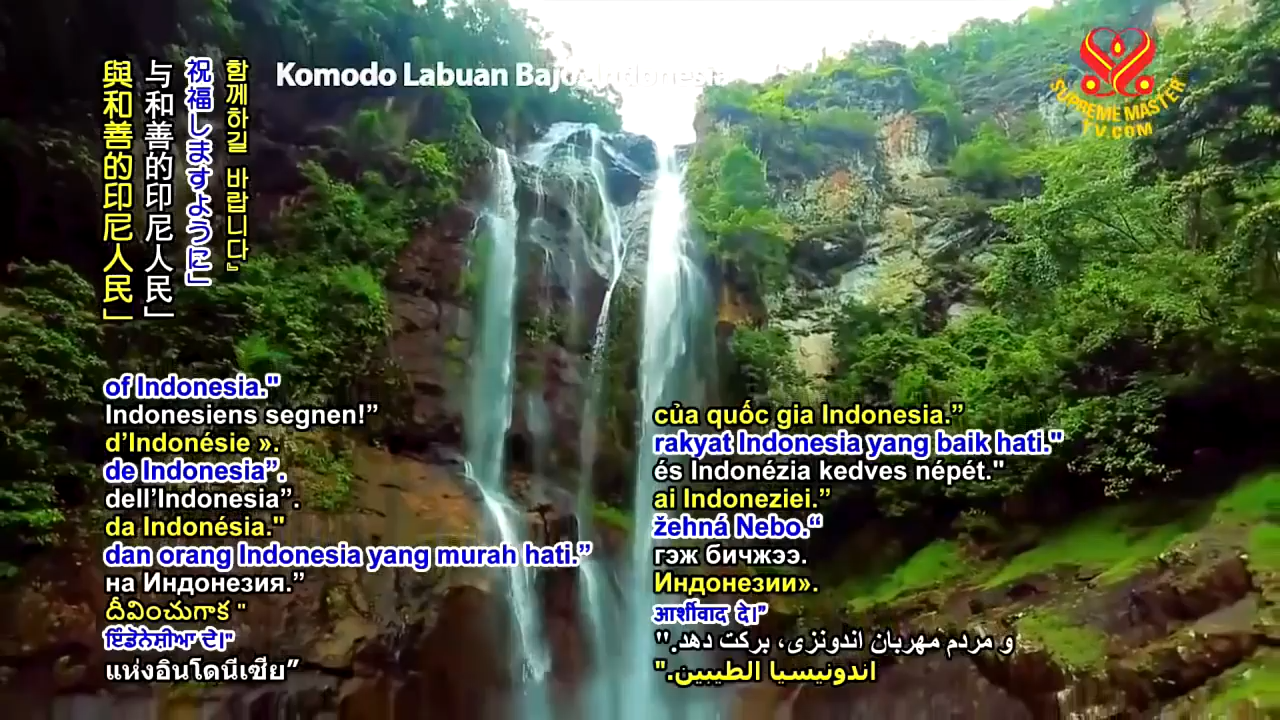 Komodo Labuan Bajo, Indonesia
SUPREME MASTER
TV.COM
함께하길 바랍니다』
祝福しますように」
与和善的印尼人民」
與和善的印尼人民」
of Indonesia."
Indonesiens segnen!”
d’Indonésie ».
de Indonesia”.
dell’Indonesia”.
da Indonésia."
dan orang Indonesia yang murah hati.”
на Индонезия.”
దీవించుగాక "
ਇੰਡੋਨੇਸ਼ੀਆ ਦੇ।"
แห่งอินโดนีเซีย”
của quốc gia Indonesia.”
rakyat Indonesia yang baik hati."
és Indonézia kedves népét."
ai Indoneziei.”
žehná Nebo.“
гэж бичжээ.
Индонезии».
आर्शीवाद दे।”
و مردم مهربان اندونزی، برکت دهد."
اندونيسيا الطيبين."